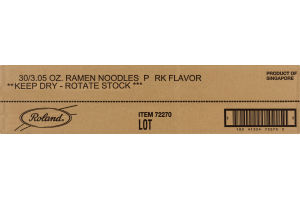 30/3.05 OZ. RAMEN NOODLES P RK FLAVOR
**KEEP DRY - ROTATE STOCK ***
PRODUCT OF
SINGAPORE
Roland
ITEM 72270
LOT